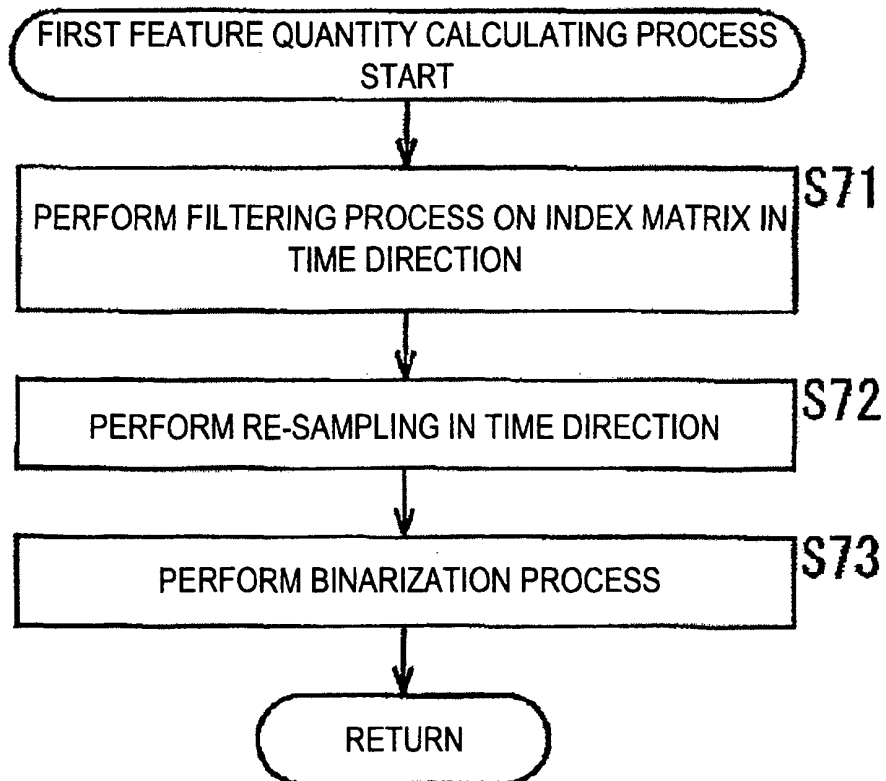 FIRST FEATURE QUANTITY CALCULATING PROCESS
START
S71
PERFORM FILTERING PROCESS ON INDEX MATRIX IN
TIME DIRECTION
S72
PERFORM RE-SAMPLING IN TIME DIRECTION
S73
PERFORM BINARIZATION PROCESS
RETURN